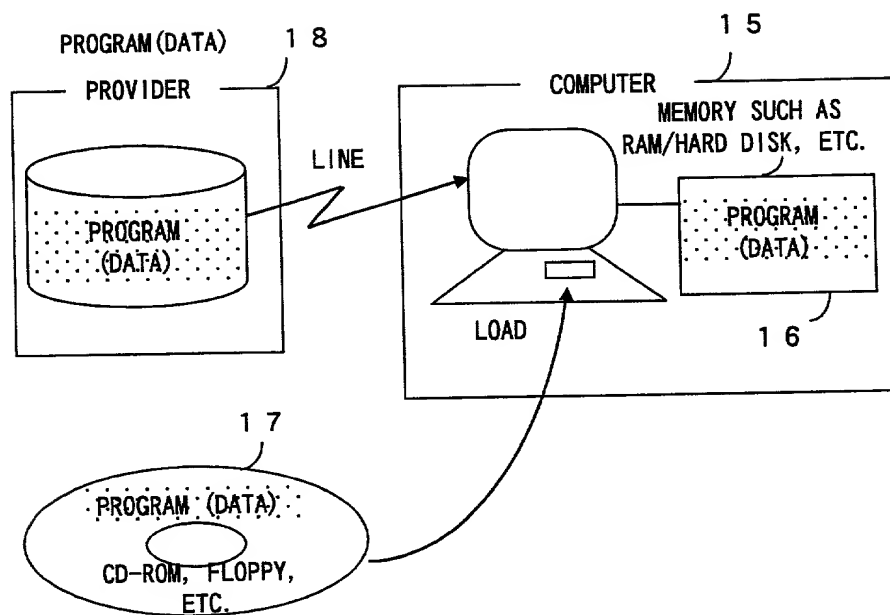 PROGRAM(DATA)
18
PROVIDER
PROGRAM
(DATA)
LINE
15
COMPUTER
MEMORY SUCH AS
RAM/HARD DISK, ETC.
PROGRAM
(DATA)
LOAD
16
17
PROGRAM (DATA)
CD-ROM, FLOPPY,
ETC.